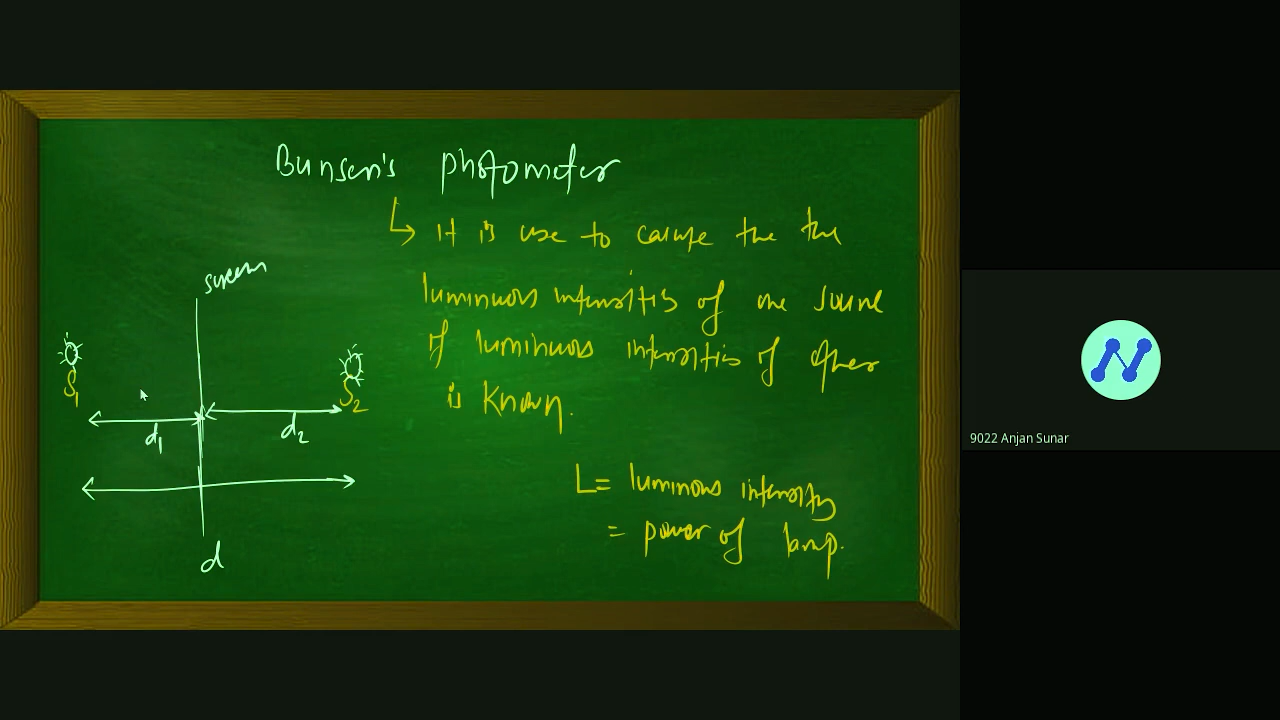 Bunsen's photometer
↳ It is use to the the
luminous intensities of one source
if luminous intensities of other
is known.
screen
S1
S2
d1
d2
d
L = luminous intensity
= power of lamp.
9022 Anjan Sunar